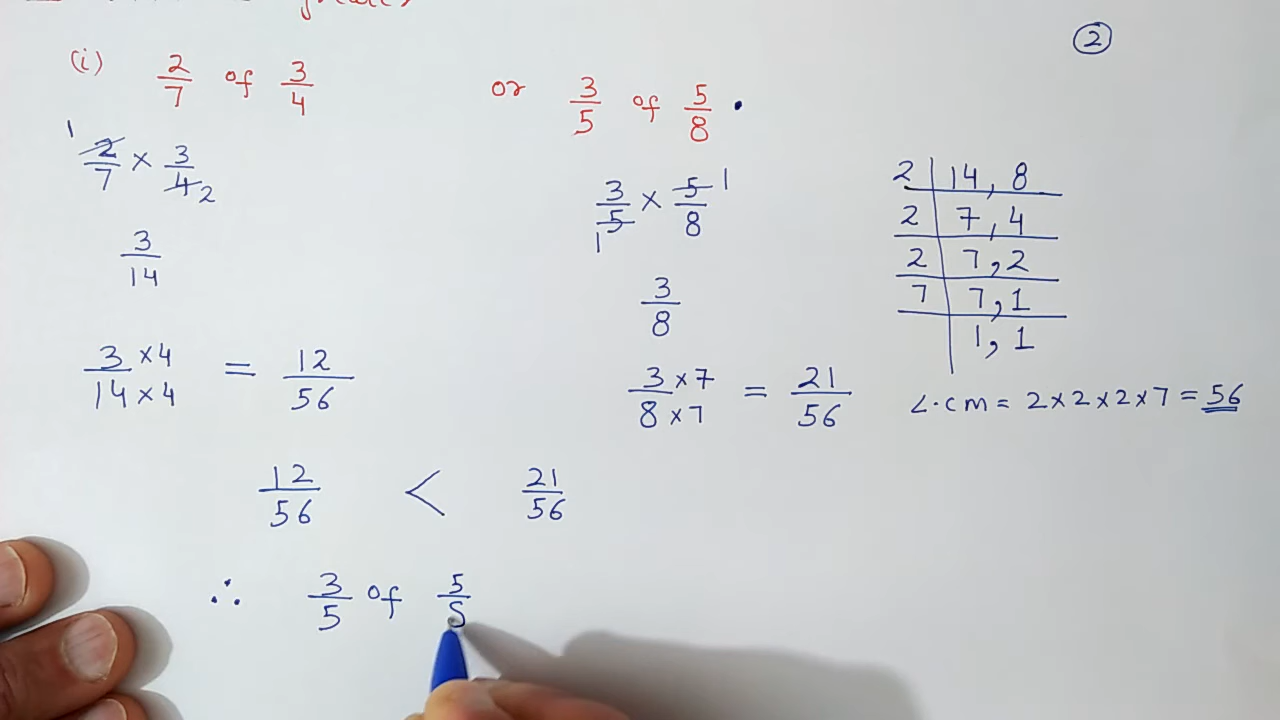 (i) 2/7 of 3/4 or 3/5 of 5/8 .
2
1 2/7 × 3/4 2
3/5 × 5/8 1
1
3/14
3/8
3 ×4/14 ×4 = 12/56
3 ×7/8 ×7 = 21/56
2 | 14, 8
2 | 7, 4
2 | 7, 2
7 | 7, 1
1, 1
L.CM = 2×2×2×7 = 56
12/56 < 21/56
∴ 3/5 of 5/